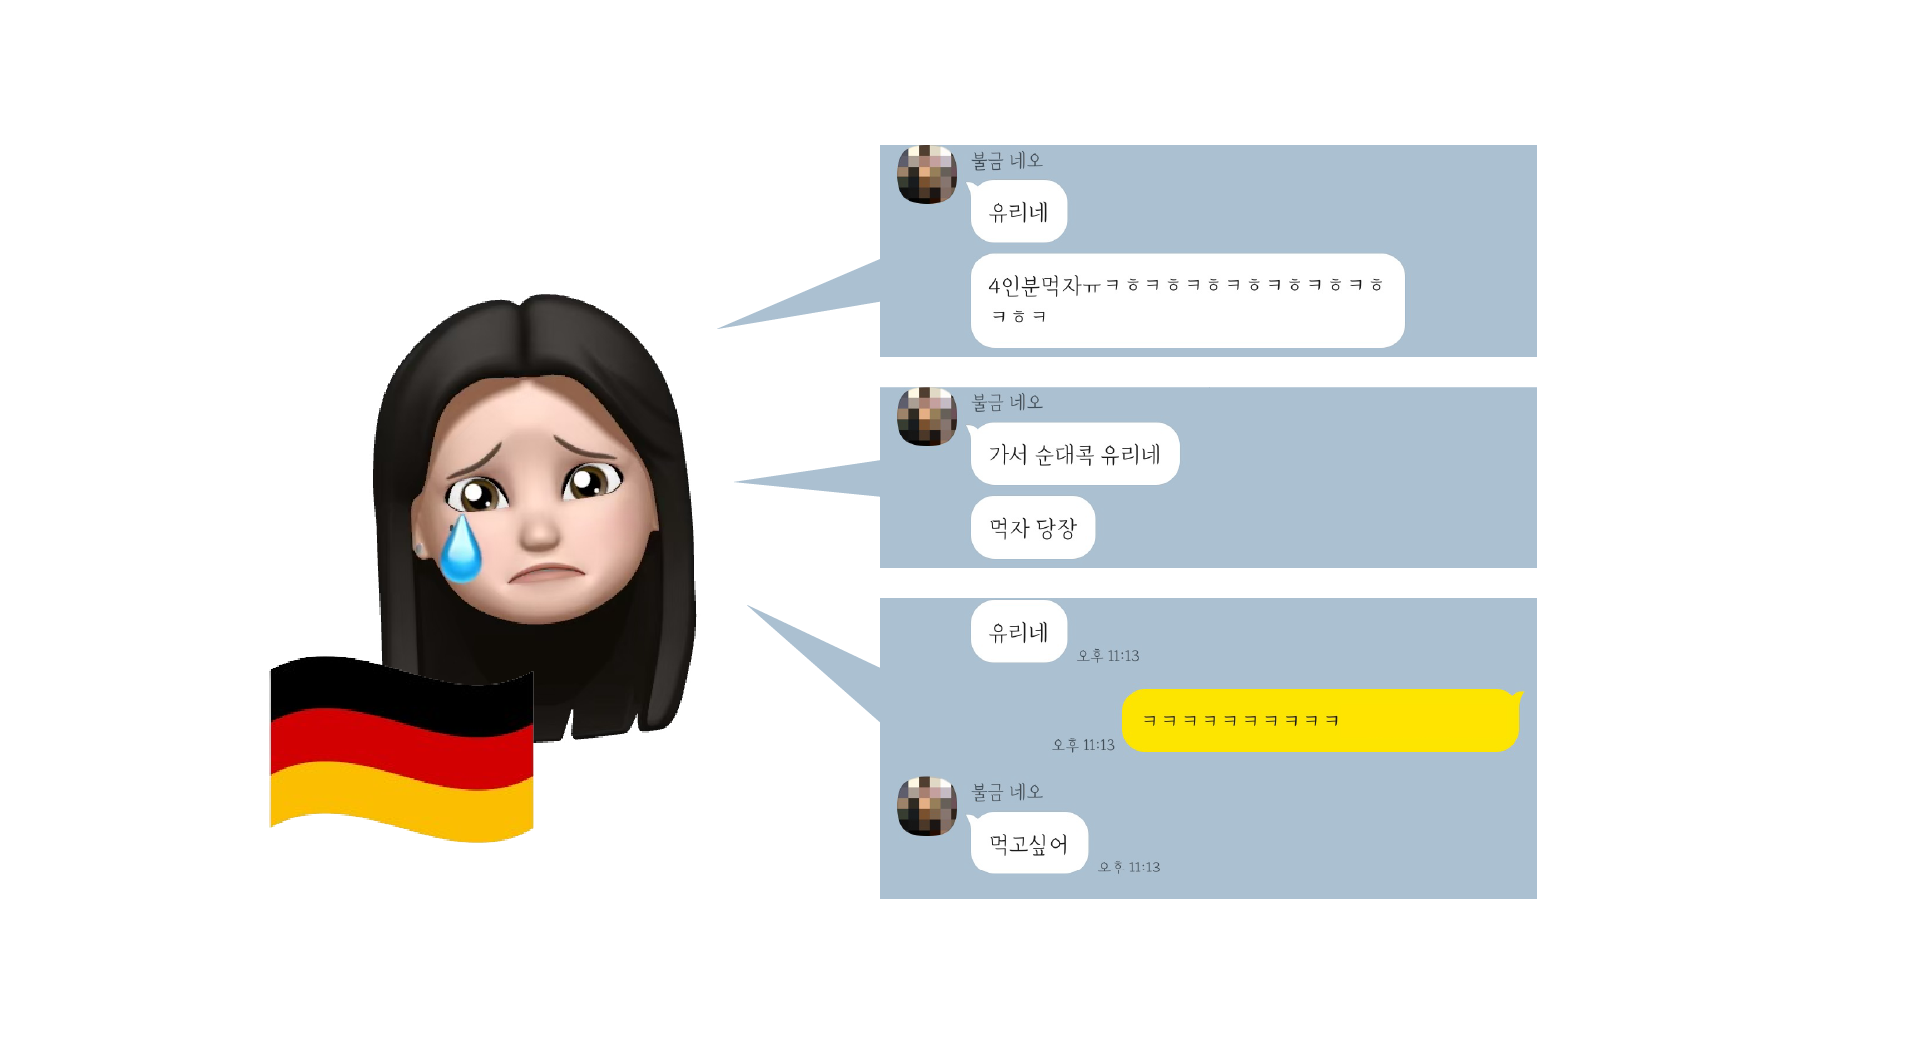 불금 네오
유리네
4인분먹자ㅠㅋㅎㅋㅎㅋㅎㅋㅎㅋㅎㅋㅎㅋㅎ
ㅋㅎㅋ
불금 네오
가서 순대콕 유리네
먹자 당장
유리네
오후 11:13
ㅋㅋㅋㅋㅋㅋㅋㅋㅋㅋ
오후 11:13
불금 네오
먹고싶어
오후 11:13